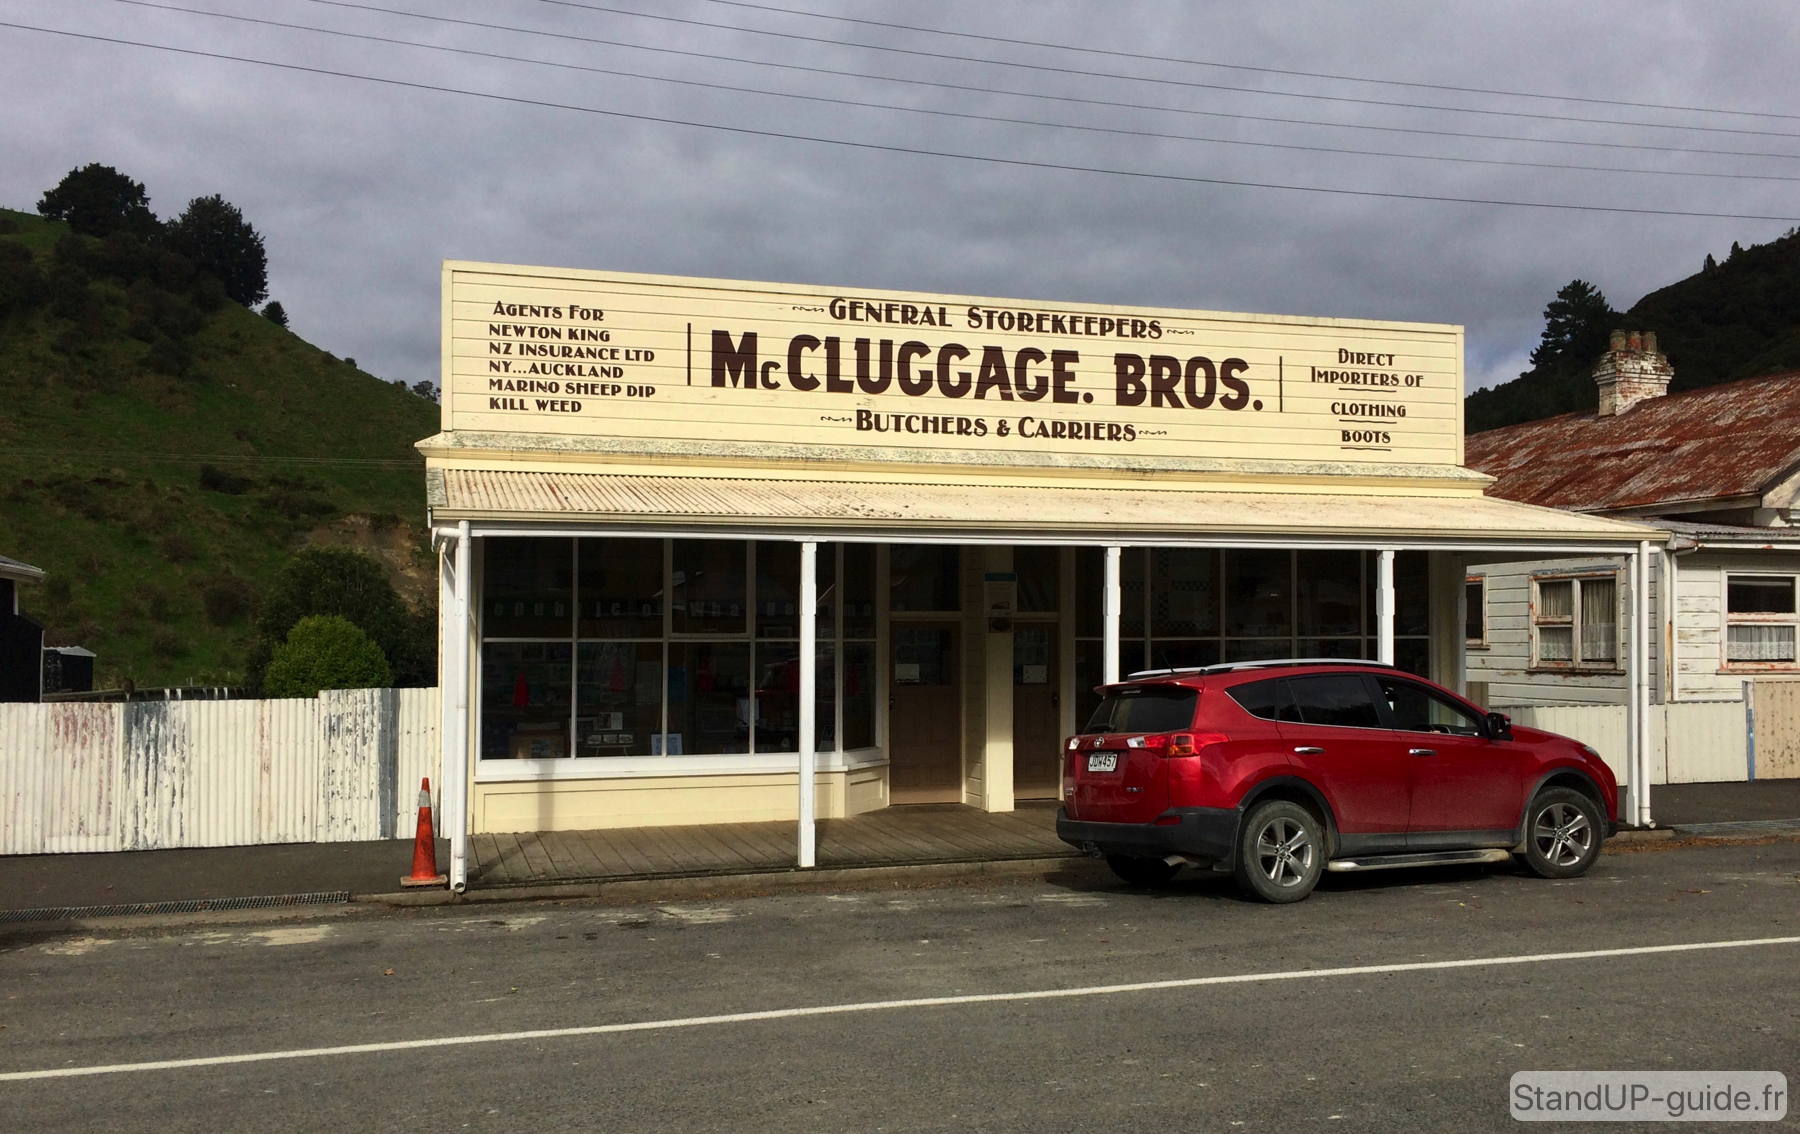 AGENTS FOR
NEWTON KING
NZ INSURANCE LTD
NY...AUCKLAND
MARINO SHEEP DIP
KILL WEED
GENERAL STOREKEEPERS
McCLUGGAGE. BROS.
BUTCHERS & CARRIERS
DIRECT
IMPORTERS OF
CLOTHING
BOOTS
JDW457
StandUP-guide.fr